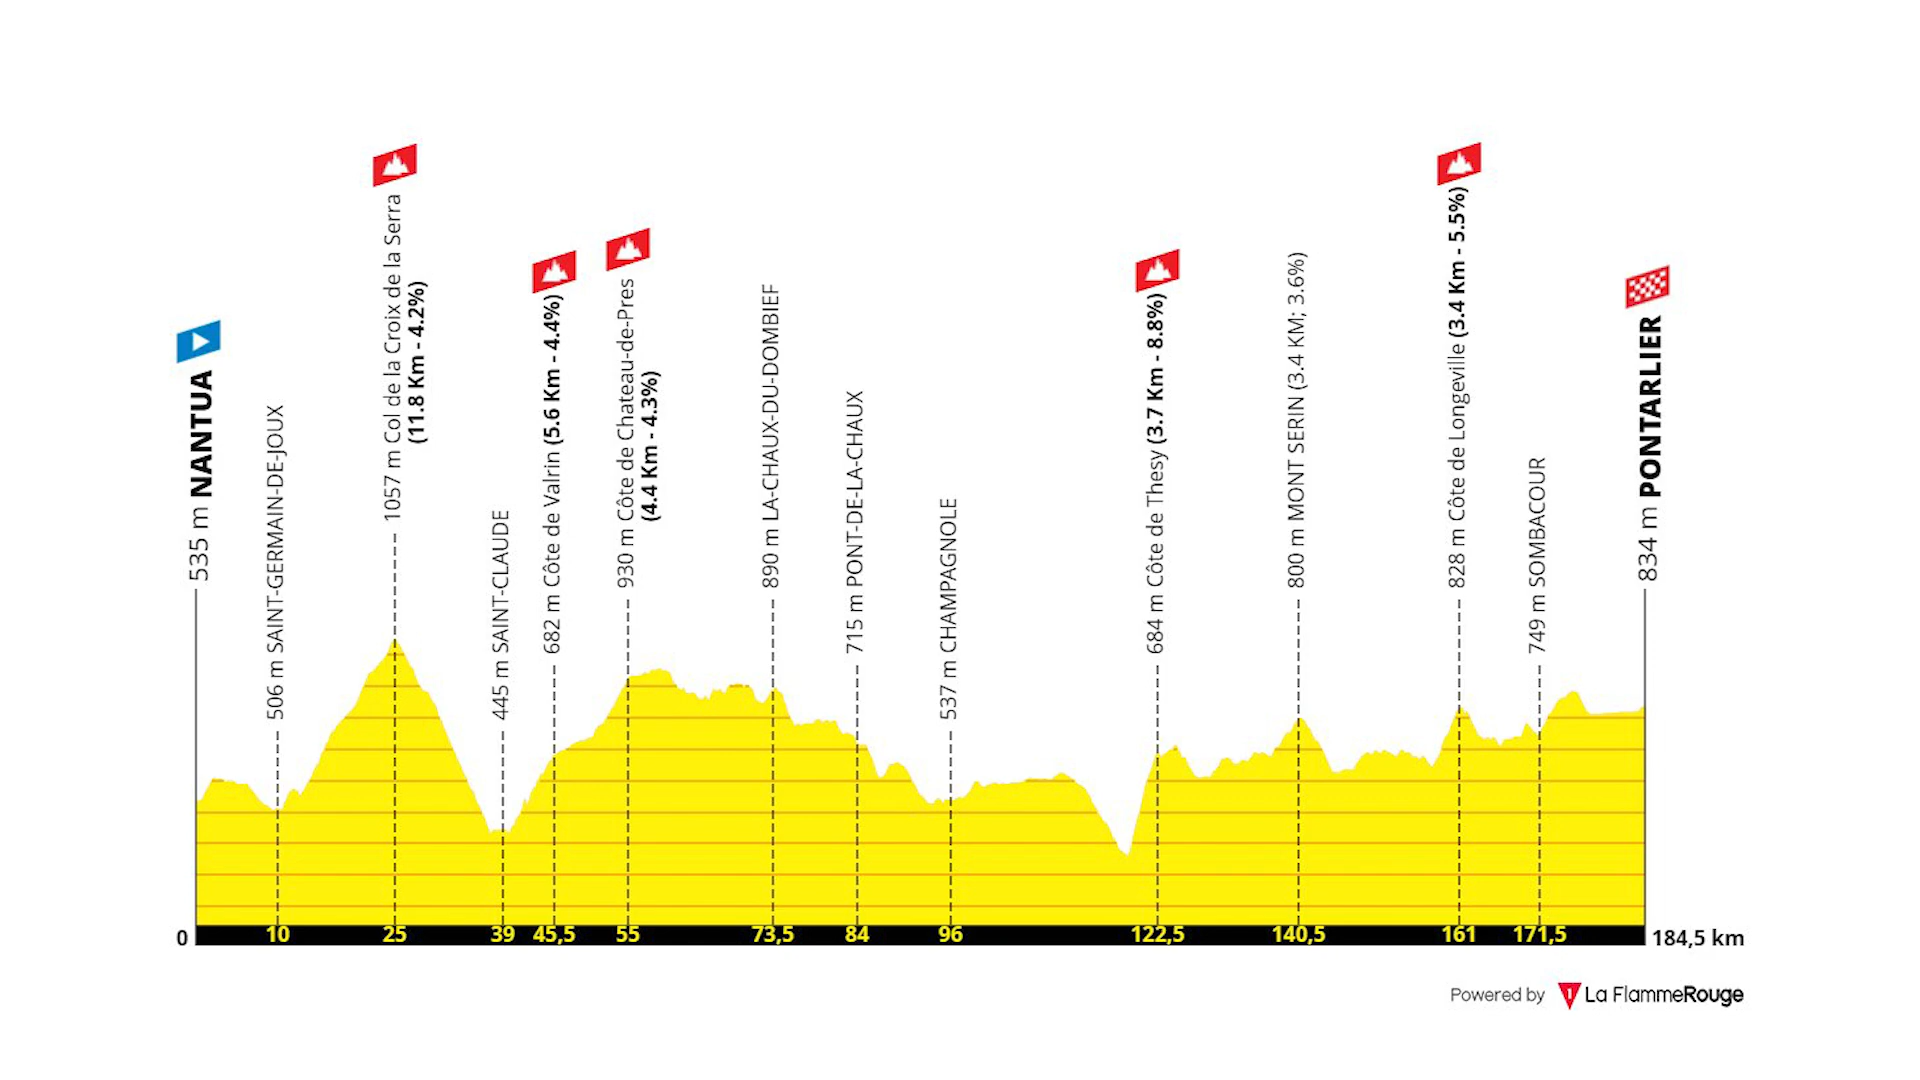 535 m NANTUA
506 m SAINT-GERMAIN-DE-JOUX
1057 m Col de la Croix de la Serra
(11.8 Km - 4.2%)
445 m SAINT-CLAUDE
682 m Côte de Valrin (5.6 Km - 4.4%)
930 m Côte de Chateau-de-Pres
(4.4 Km - 4.3%)
890 m LA-CHAUX-DU-DOMBIEF
715 m PONT-DE-LA-CHAUX
537 m CHAMPAGNOLE
684 m Côte de Thesy (3.7 Km - 8.8%)
800 m MONT SERIN (3.4 KM; 3.6%)
828 m Côte de Longeville (3.4 Km - 5.5%)
749 m SOMBACOUR
834 m PONTARLIER
0 10 25 39 45,5 55 73,5 84 96 122,5 140,5 161 171,5 184,5 km
Powered by La FlammeRouge